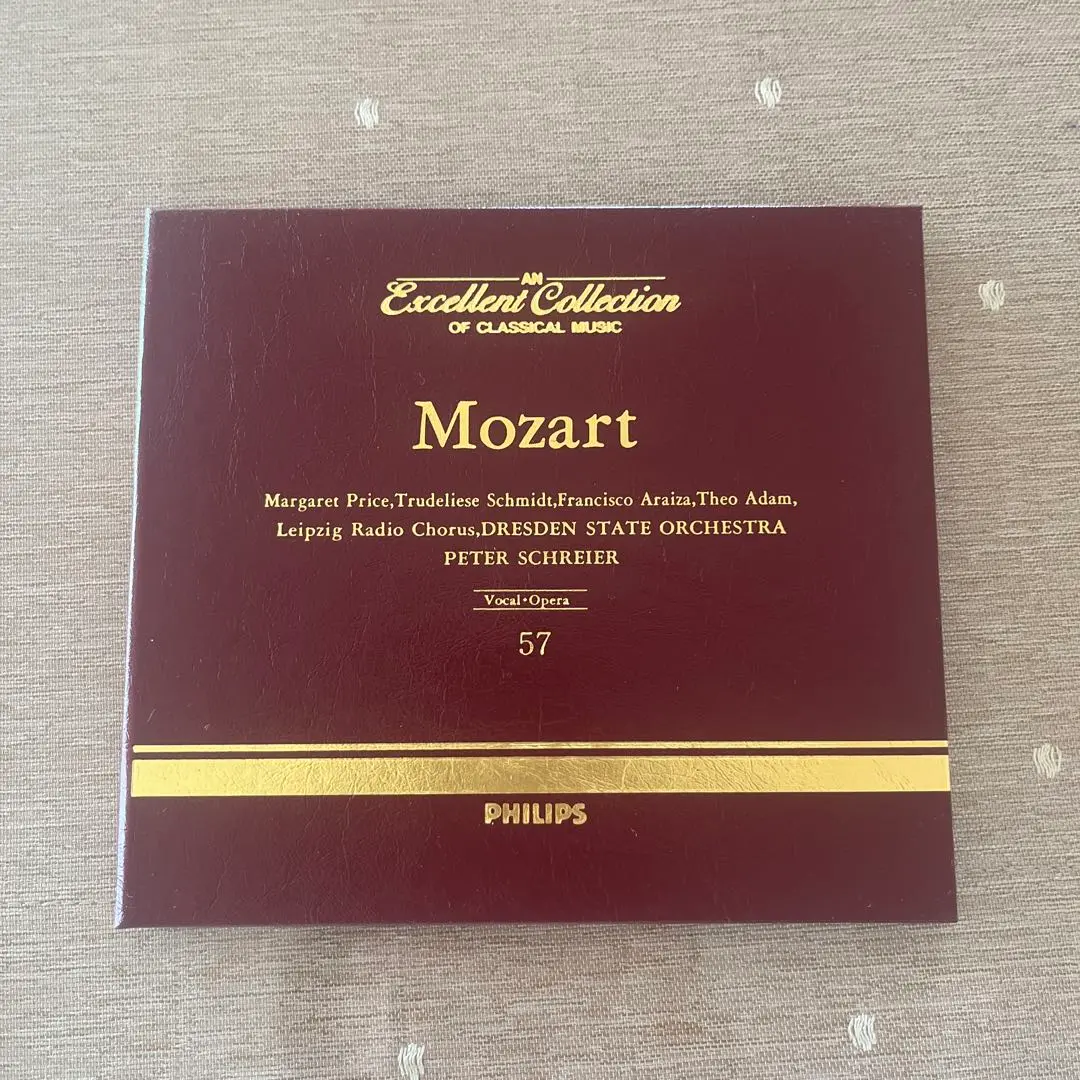 AN
Excellent Collection
OF CLASSICAL MUSIC
Mozart
Margaret Price,Trudeliese Schmidt,Francisco Araiza,Theo Adam,
Leipzig Radio Chorus,DRESDEN STATE ORCHESTRA
PETER SCHREIER
Vocal・Opera
57
PHILIPS